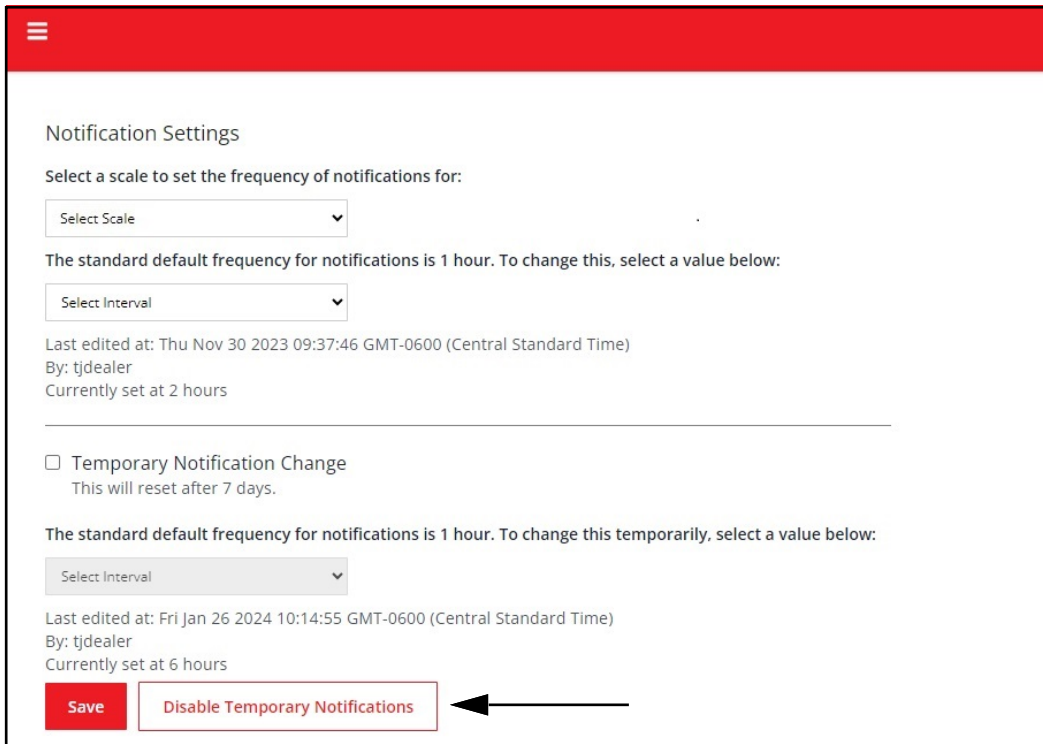 Notification Settings
Select a scale to set the frequency of notifications for:
Select Scale
The standard default frequency for notifications is 1 hour. To change this, select a value below:
Select Interval
Last edited at: Thu Nov 30 2023 09:37:46 GMT-0600 (Central Standard Time)
By: tjdealer
Currently set at 2 hours
Temporary Notification Change
This will reset after 7 days.
The standard default frequency for notifications is 1 hour. To change this temporarily, select a value below:
Select Interval
Last edited at: Fri Jan 26 2024 10:14:55 GMT-0600 (Central Standard Time)
By: tjdealer
Currently set at 6 hours
Save Disable Temporary Notifications